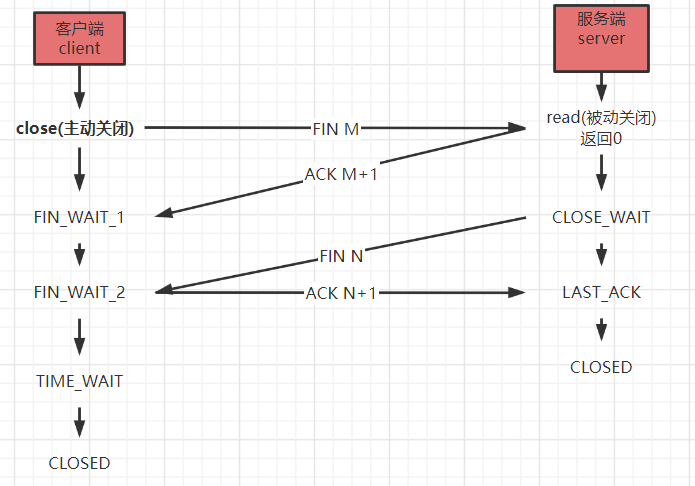 客户端
client
服务端
server
close(主动关闭)
FIN M
read(被动关闭)
返回0
ACK M+1
FIN_WAIT_1
CLOSE_WAIT
FIN N
FIN_WAIT_2
ACK N+1
LAST_ACK
TIME_WAIT
CLOSED
CLOSED